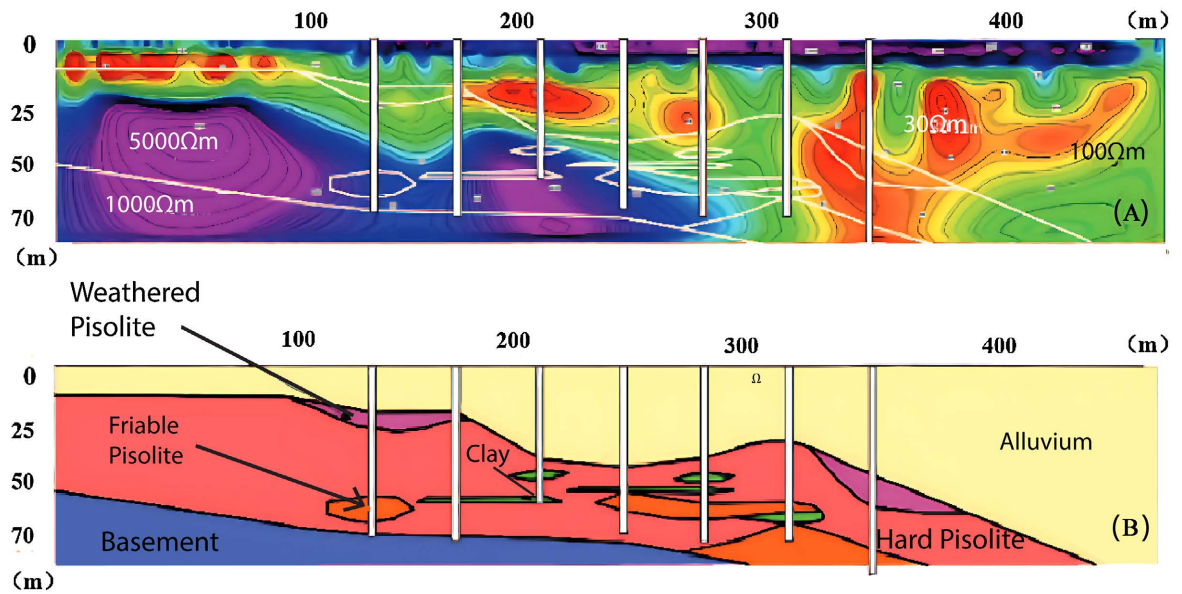 100 200 300 400 (m)
0
25
50
70
(m)
5000Ωm
1000Ωm
30Ωm
100Ωm
(A)
Weathered
Pisolite
100 200 300 400 (m)
0
25
50
70
(m)
Ω
Friable
Pisolite
Clay
Alluvium
Basement
Hard Pisolite
(B)